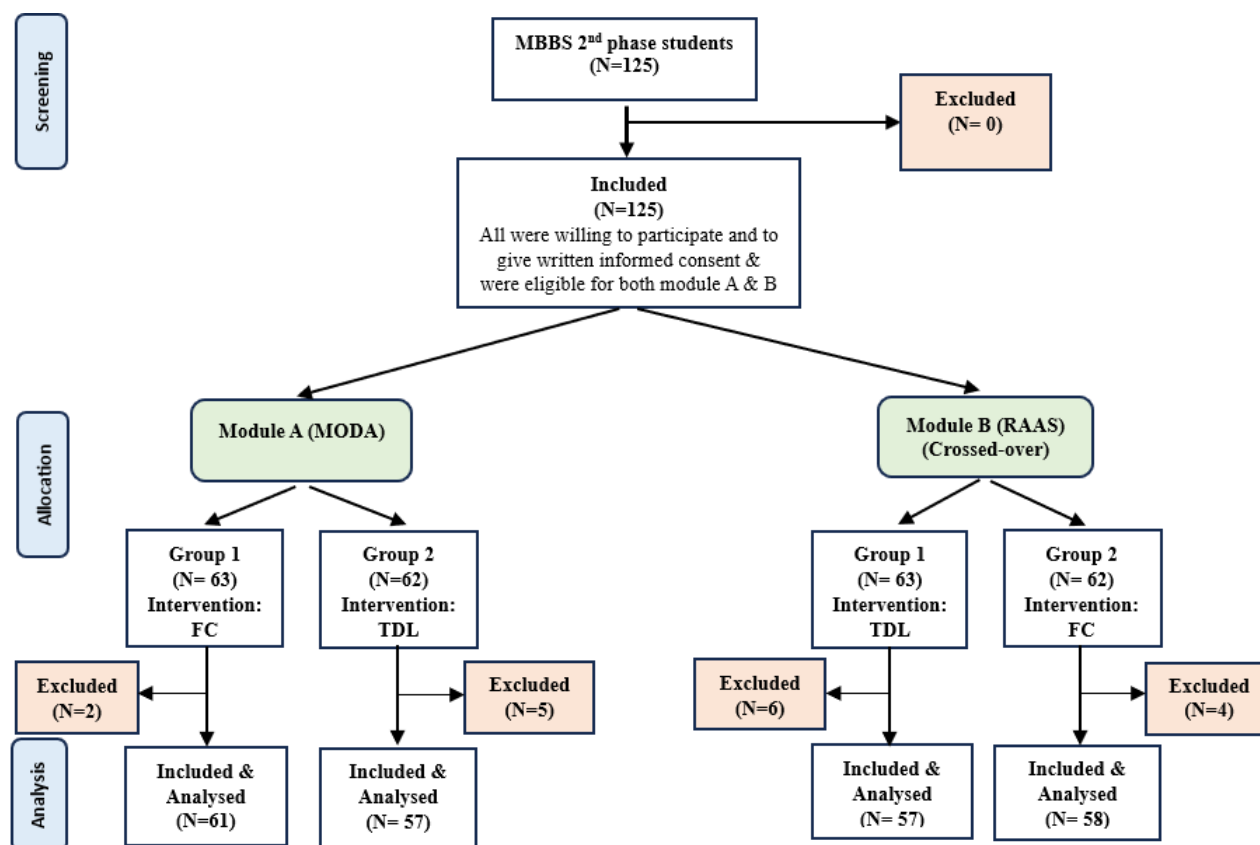 Screening
MBBS 2nd phase students
(N=125)
Excluded
(N= 0)
Included
(N=125)
All were willing to participate and to
give written informed consent &
were eligible for both module A & B
Allocation
Module A (MODA)
Module B (RAAS)
(Crossed-over)
Group 1
(N= 63)
Intervention:
FC
Group 2
(N=62)
Intervention:
TDL
Group 1
(N= 63)
Intervention:
TDL
Group 2
(N= 62)
Intervention:
FC
Excluded
(N=2)
Excluded
(N=5)
Excluded
(N=6)
Excluded
(N=4)
Analysis
Included &
Analysed
(N=61)
Included &
Analysed
(N= 57)
Included &
Analysed
(N= 57)
Included &
Analysed
(N= 58)